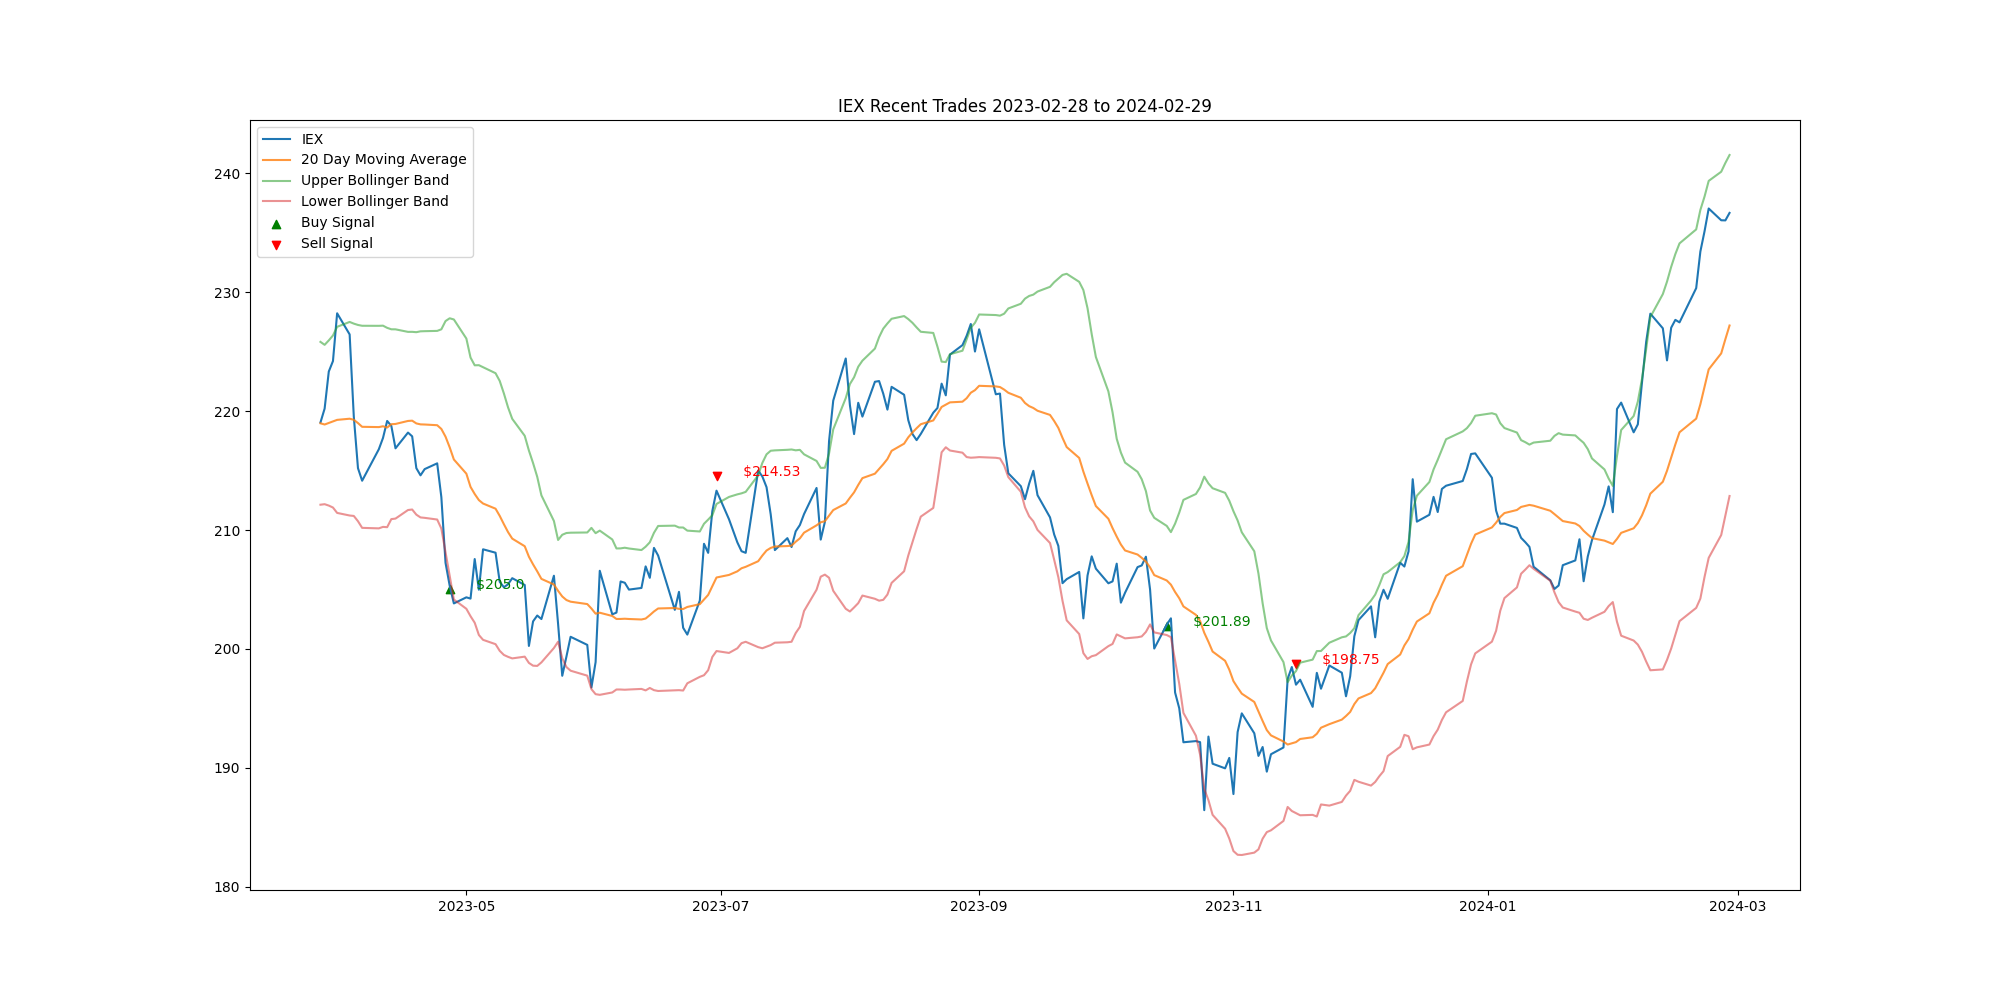 IEX Recent Trades 2023-02-28 to 2024-02-29
IEX
20 Day Moving Average
Upper Bollinger Band
Lower Bollinger Band
Buy Signal
Sell Signal
240
230
220
210
200
190
180
$214.53
$205.0
$201.89
$198.75
2023-05
2023-07
2023-09
2023-11
2024-01
2024-03